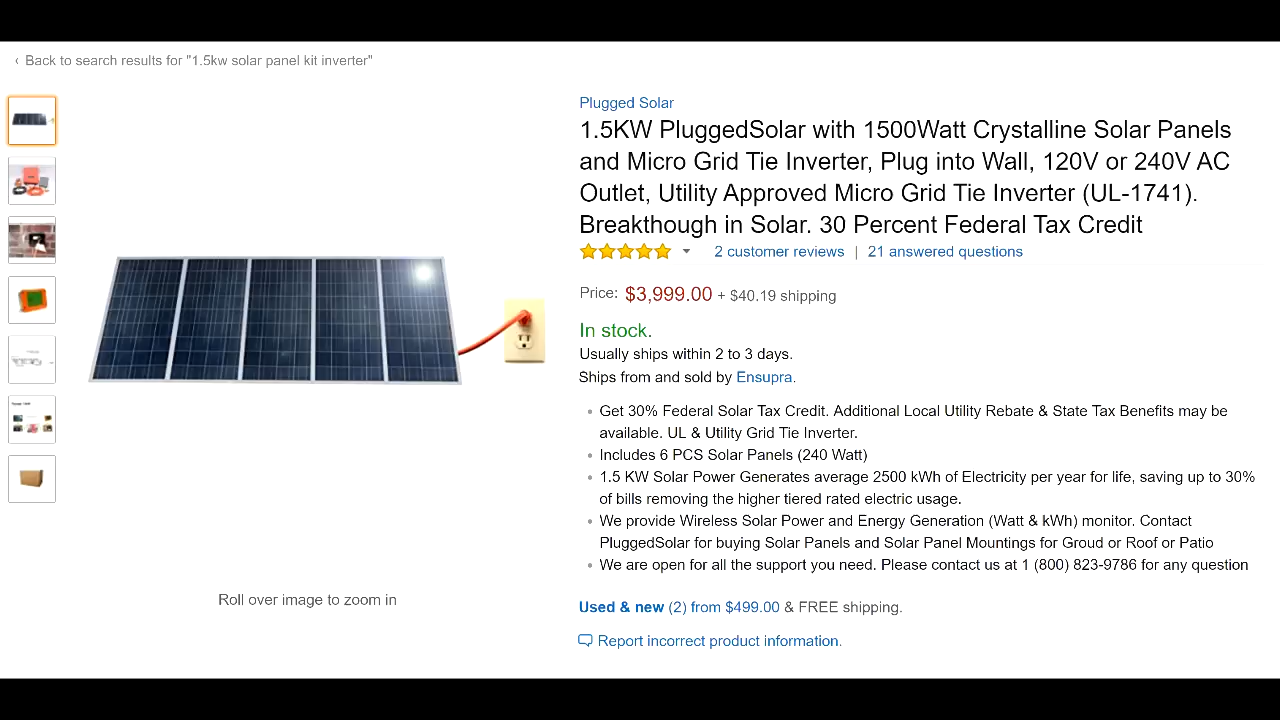 ‹ Back to search results for "1.5kw solar panel kit inverter"
Plugged Solar
1.5KW PluggedSolar with 1500Watt Crystalline Solar Panels
and Micro Grid Tie Inverter, Plug into Wall, 120V or 240V AC
Outlet, Utility Approved Micro Grid Tie Inverter (UL-1741).
Breakthough in Solar. 30 Percent Federal Tax Credit
2 customer reviews | 21 answered questions
Price: $3,999.00 + $40.19 shipping
In stock.
Usually ships within 2 to 3 days.
Ships from and sold by Ensupra.
• Get 30% Federal Solar Tax Credit. Additional Local Utility Rebate & State Tax Benefits may be
available. UL & Utility Grid Tie Inverter.
• Includes 6 PCS Solar Panels (240 Watt)
• 1.5 KW Solar Power Generates average 2500 kWh of Electricity per year for life, saving up to 30%
of bills removing the higher tiered rated electric usage.
• We provide Wireless Solar Power and Energy Generation (Watt & kWh) monitor. Contact
PluggedSolar for buying Solar Panels and Solar Panel Mountings for Groud or Roof or Patio
• We are open for all the support you need. Please contact us at 1 (800) 823-9786 for any question
Roll over image to zoom in
Used & new (2) from $499.00 & FREE shipping.
Report incorrect product information.